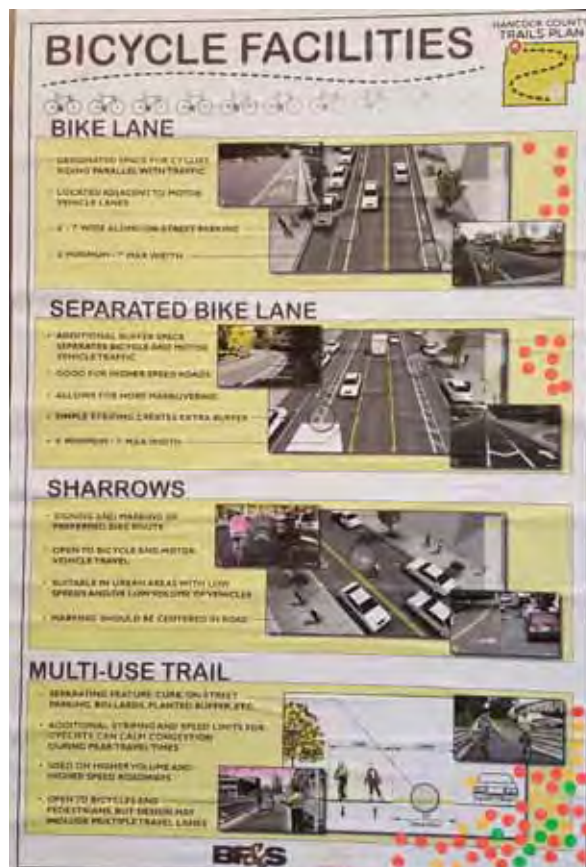 HANCOCK COUNTY
TRAILS PLAN
BICYCLE FACILITIES
BIKE LANE
• DESIGNATED SPACE FOR CYCLIST
RIDING PARALLEL WITH TRAFFIC
• LOCATED ADJACENT TO MOTOR
VEHICLE LANES
7' WIDE ALONG ON-STREET PARKING
MINIMUM - 7' MAX WIDTH
SEPARATED BIKE LANE
• ADDITIONAL BUFFER SPACE
SEPARATES BICYCLE AND MOTOR
VEHICLE TRAFFIC
• GOOD FOR HIGHER SPEED ROADS
• ALLOWS FOR MORE MANEUVERING
• SIMPLE STRIPING CREATES EXTRA BUFFER
MINIMUM - 7' MAX WIDTH
SHARROWS
• SIGNING AND MARKING OF
PREFERRED BIKE ROUTE
• OPEN TO BICYCLE AND MOTOR
VEHICLE TRAVEL
• SUITABLE IN URBAN AREAS WITH LOW
SPEEDS AND/OR LOW VOLUME OF VEHICLES
• MARKING SHOULD BE CENTERED IN ROAD
MULTI-USE TRAIL
• SEPARATING FEATURE: CURB, ON-STREET
PARKING, BOLLARDS, PLANTED BUFFER, ETC.
• ADDITIONAL STRIPING AND SPEED LIMITS FOR
CYCLISTS CAN CALM CONGESTION
DURING PEAK TRAVEL TIMES
• USED ON HIGHER VOLUME AND
HIGHER SPEED ROADWAYS
• OPEN TO BICYCLES AND
PEDESTRIANS, BUT DESIGN MAY
INCLUDE MULTIPLE TRAVEL LANES
BF&S